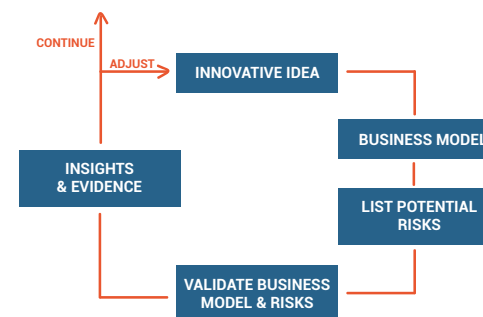 CONTINUE
ADJUST
INNOVATIVE IDEA
BUSINESS MODEL
INSIGHTS
& EVIDENCE
LIST POTENTIAL
RISKS
VALIDATE BUSINESS
MODEL & RISKS